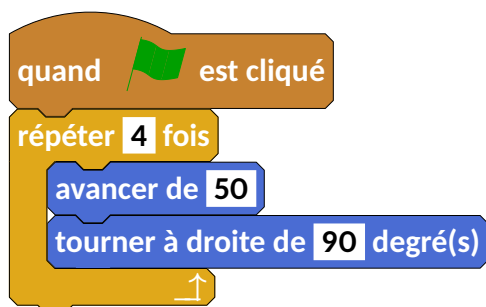 quand est cliqué
répéter 4 fois
avancer de 50
tourner à droite de 90 degré(s)